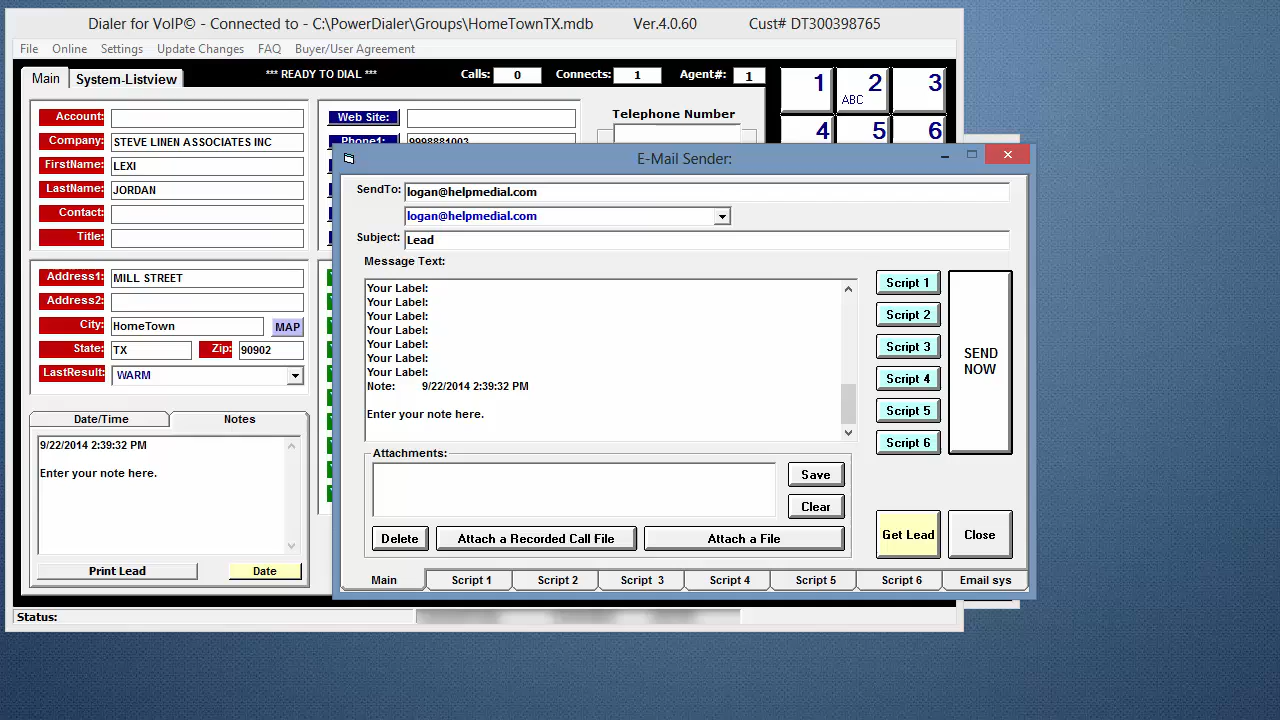 Dialer for VoIP© - Connected to - C:\PowerDialer\Groups\HomeTownTX.mdb Ver.4.0.60 Cust# DT300398765
File Online Settings Update Changes FAQ Buyer/User Agreement
Main System-Listview *** READY TO DIAL *** Calls: 0 Connects: 1 Agent#: 1
1 ABC 2 3
4 5 6
Account:
Company: STEVE LINEN ASSOCIATES INC
FirstName: LEXI
LastName: JORDAN
Contact:
Title:
Web Site:
Phone1: 9998881003
Telephone Number
Address1: MILL STREET
Address2:
City: HomeTown MAP
State: TX Zip: 90902
LastResult: WARM
Date/Time Notes
9/22/2014 2:39:32 PM
Enter your note here.
Print Lead Date
Status:
E-Mail Sender:
SendTo: logan@helpmedial.com
logan@helpmedial.com
Subject: Lead
Message Text:
Your Label:
Your Label:
Your Label:
Your Label:
Your Label:
Your Label:
Your Label:
Note: 9/22/2014 2:39:32 PM
Enter your note here.
Script 1
Script 2
Script 3
Script 4
Script 5
Script 6
SEND
NOW
Attachments:
Save
Clear
Delete Attach a Recorded Call File Attach a File
Get Lead Close
Main Script 1 Script 2 Script 3 Script 4 Script 5 Script 6 Email sys